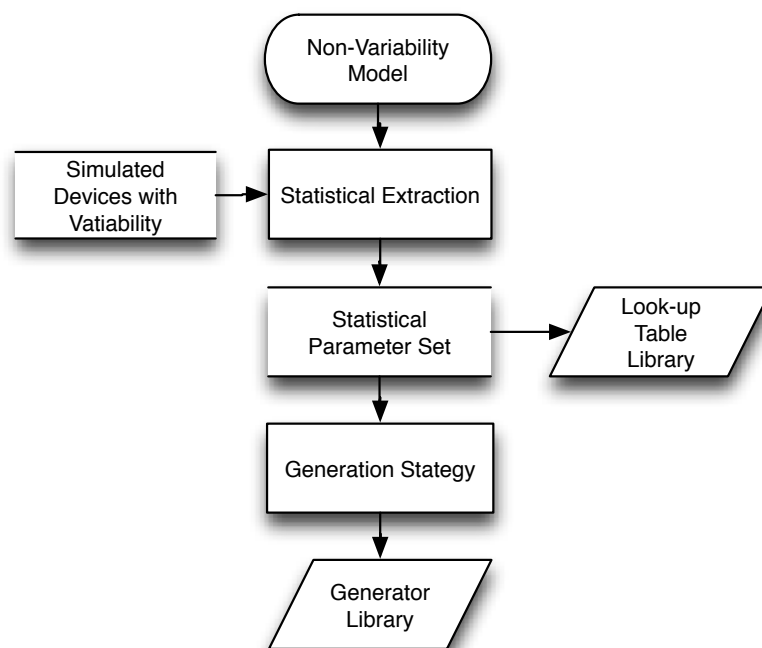 Non-Variability
Model
Simulated
Devices with
Vatiability
Statistical Extraction
Statistical
Parameter Set
Look-up
Table
Library
Generation Stategy
Generator
Library